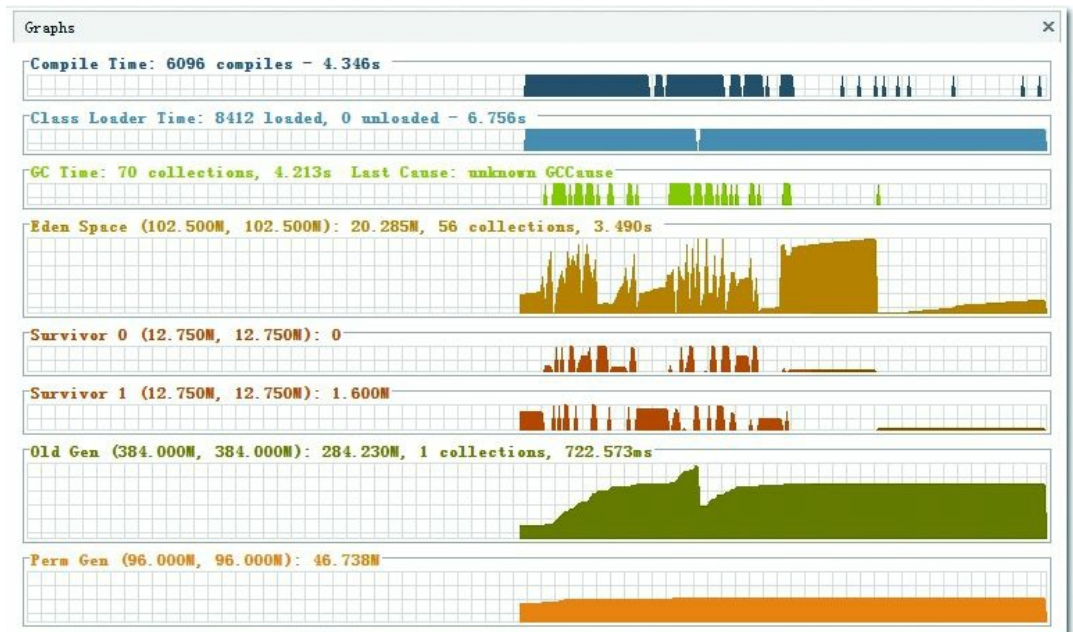 Graphs
Compile Time: 6096 compiles - 4.346s
Class Loader Time: 8412 loaded, 0 unloaded - 6.756s
GC Time: 70 collections, 4.213s Last Cause: unknown GCCause
Eden Space (102.500M, 102.500M): 20.285M, 56 collections, 3.490s
Survivor 0 (12.750M, 12.750M): 0
Survivor 1 (12.750M, 12.750M): 1.600M
Old Gen (384.000M, 384.000M): 284.230M, 1 collections, 722.573ms
Perm Gen (96.000M, 96.000M): 46.738M